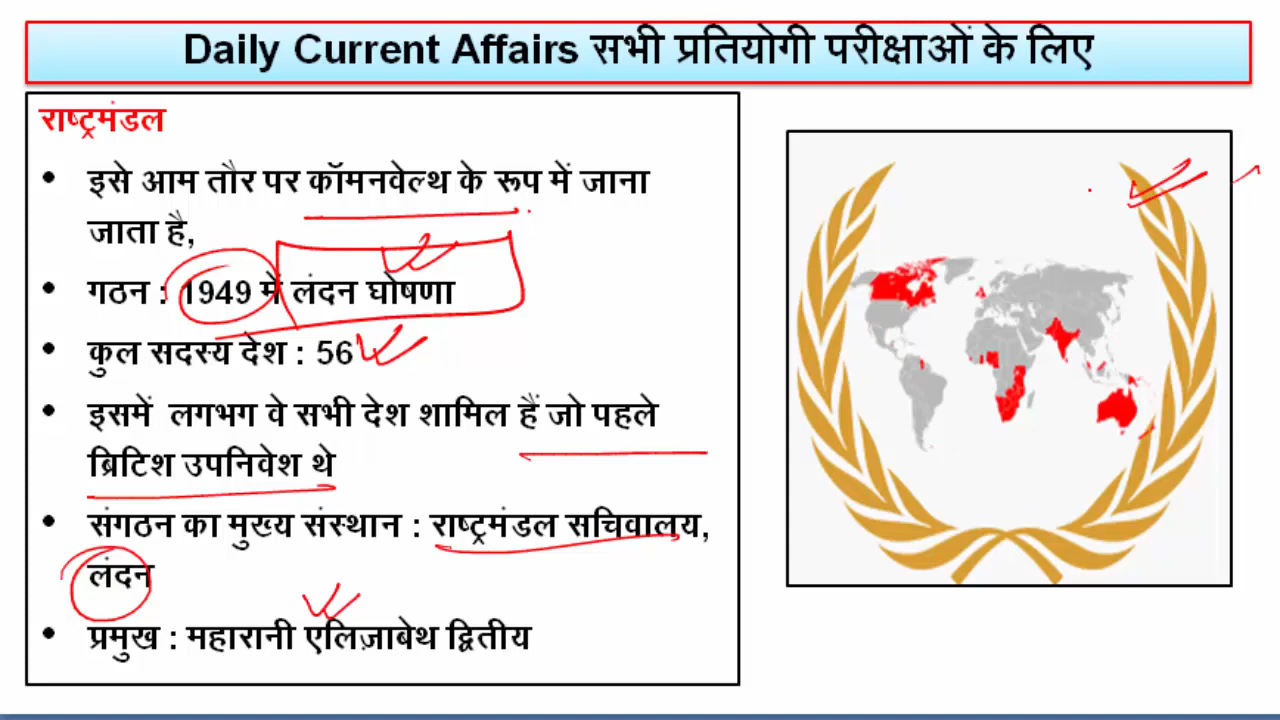 Daily Current Affairs सभी प्रतियोगी परीक्षाओं के लिए
राष्ट्रमंडल
• इसे आम तौर पर कॉमनवेल्थ के रूप में जाना
जाता है,
• गठन : 1949 में लंदन घोषणा
• कुल सदस्य देश : 56
• इसमें लगभग वे सभी देश शामिल हैं जो पहले
ब्रिटिश उपनिवेश थे
• संगठन का मुख्य संस्थान : राष्ट्रमंडल सचिवालय,
लंदन
• प्रमुख : महारानी एलिज़ाबेथ द्वितीय